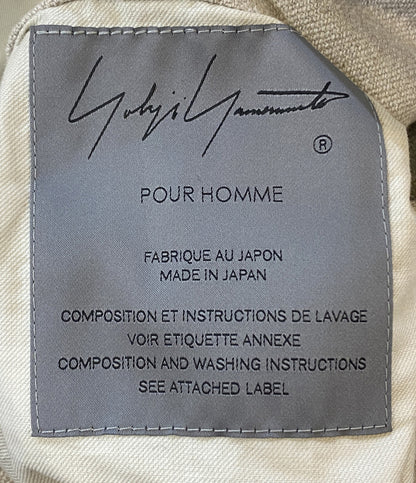 Yohji Yamamoto
®
POUR HOMME
FABRIQUE AU JAPON
MADE IN JAPAN
COMPOSITION ET INSTRUCTIONS DE LAVAGE
VOIR ETIQUETTE ANNEXE
COMPOSITION AND WASHING INSTRUCTIONS
SEE ATTACHED LABEL